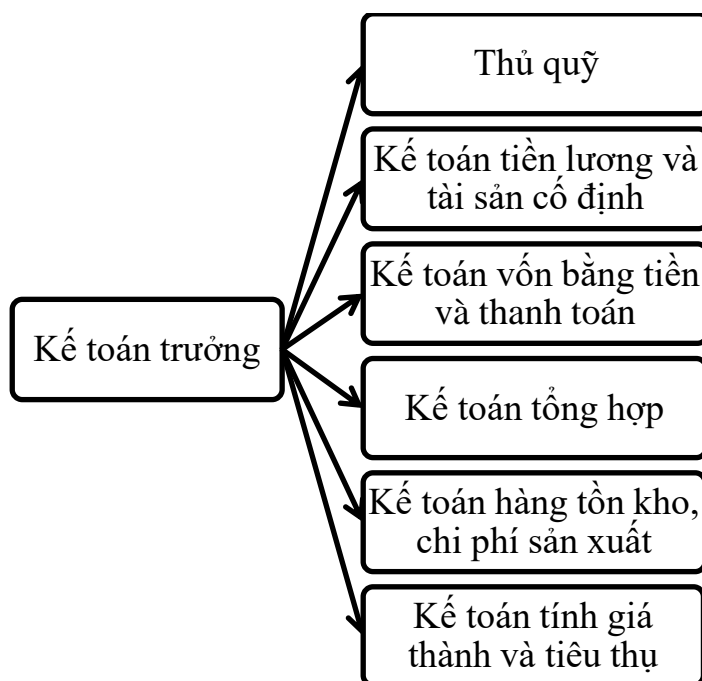 Thủ quỹ
Kế toán tiền lương và
tài sản cố định
Kế toán vốn bằng tiền
và thanh toán
Kế toán trưởng
Kế toán tổng hợp
Kế toán hàng tồn kho,
chi phí sản xuất
Kế toán tính giá
thành và tiêu thụ